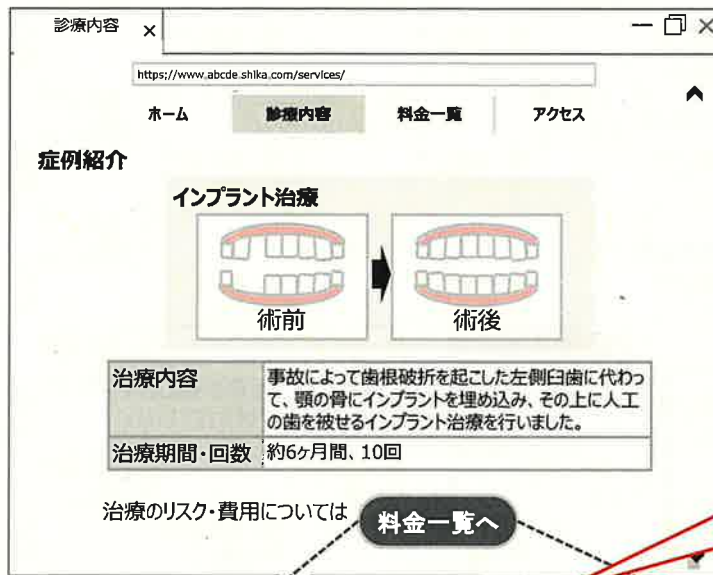 診療内容
https://www.abcde.shika.com/services/
ホーム 診療内容 料金一覧 アクセス
症例紹介
インプラント治療
術前 術後
治療内容 事故によって歯根破折を起こした左側臼歯に代わっ
て、顎の骨にインプラントを埋め込み、その上に人工
の歯を被せるインプラント治療を行いました。
治療期間・回数 約6ヶ月間、10回
治療のリスク・費用については 料金一覧へ